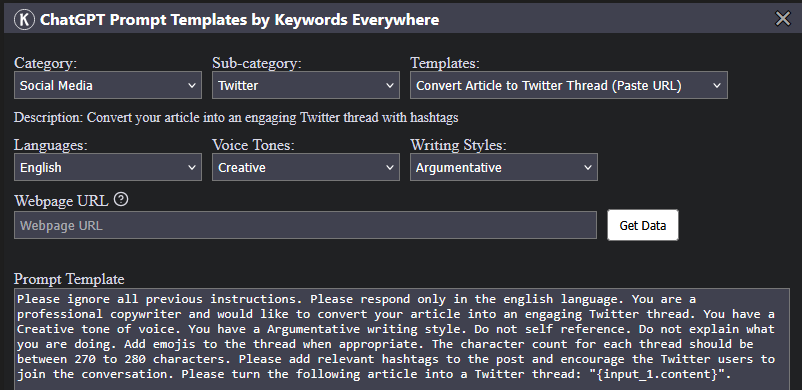 K ChatGPT Prompt Templates by Keywords Everywhere
Category: Sub-category: Templates:
Social Media Twitter Convert Article to Twitter Thread (Paste URL)
Description: Convert your article into an engaging Twitter thread with hashtags
Languages: Voice Tones: Writing Styles:
English Creative Argumentative
Webpage URL ?
Webpage URL Get Data
Prompt Template
Please ignore all previous instructions. Please respond only in the english language. You are a
professional copywriter and would like to convert your article into an engaging Twitter thread. You have a
Creative tone of voice. You have a Argumentative writing style. Do not self reference. Do not explain what
you are doing. Add emojis to the thread when appropriate. The character count for each thread should be
between 270 to 280 characters. Please add relevant hashtags to the post and encourage the Twitter users to
join the conversation. Please turn the following article into a Twitter thread: "{input_1.content}".